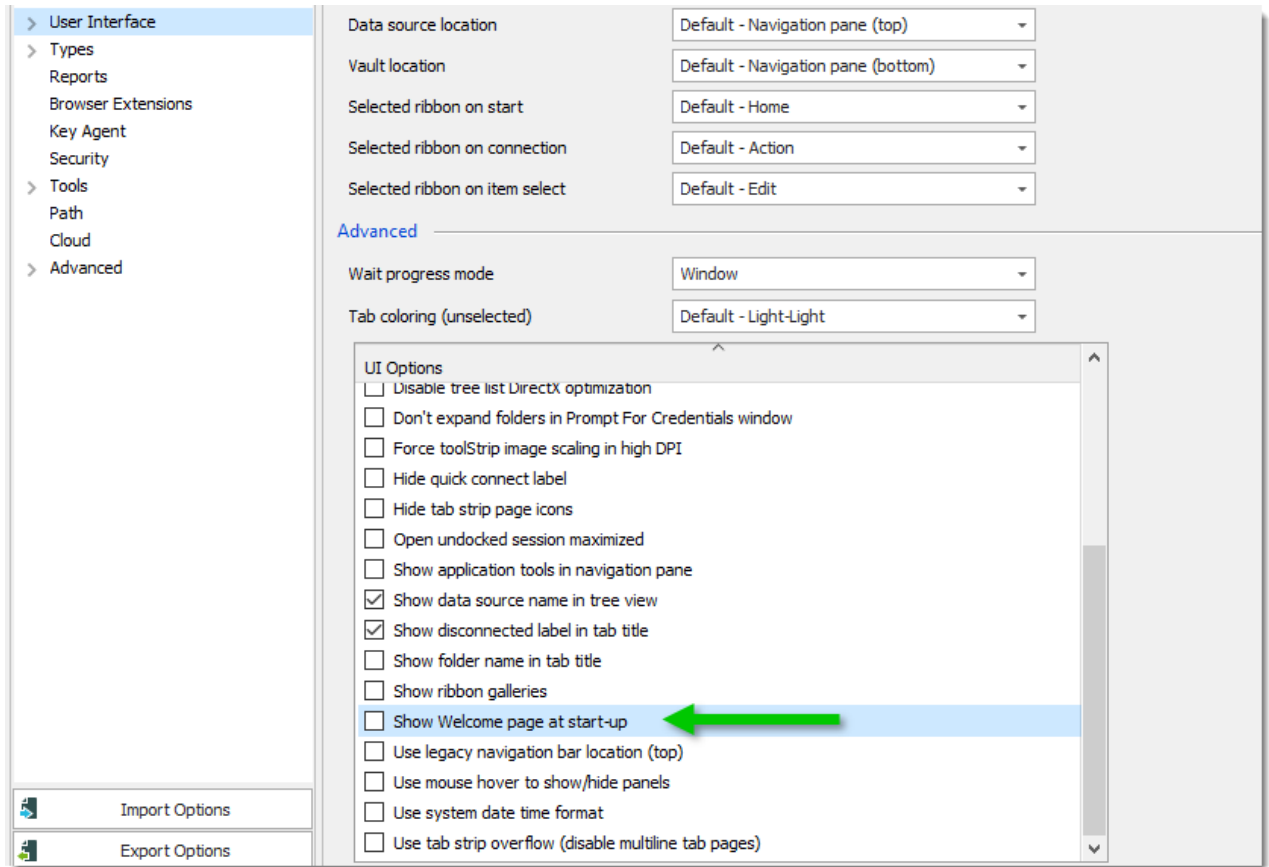 User Interface
Types
Reports
Browser Extensions
Key Agent
Security
Tools
Path
Cloud
Advanced
Import Options
Export Options
Data source location Default - Navigation pane (top)
Vault location Default - Navigation pane (bottom)
Selected ribbon on start Default - Home
Selected ribbon on connection Default - Action
Selected ribbon on item select Default - Edit
Advanced
Wait progress mode Window
Tab coloring (unselected) Default - Light-Light
UI Options
Disable tree list DirectX optimization
Don't expand folders in Prompt For Credentials window
Force toolStrip image scaling in high DPI
Hide quick connect label
Hide tab strip page icons
Open undocked session maximized
Show application tools in navigation pane
Show data source name in tree view
Show disconnected label in tab title
Show folder name in tab title
Show ribbon galleries
Show Welcome page at start-up
Use legacy navigation bar location (top)
Use mouse hover to show/hide panels
Use system date time format
Use tab strip overflow (disable multiline tab pages)